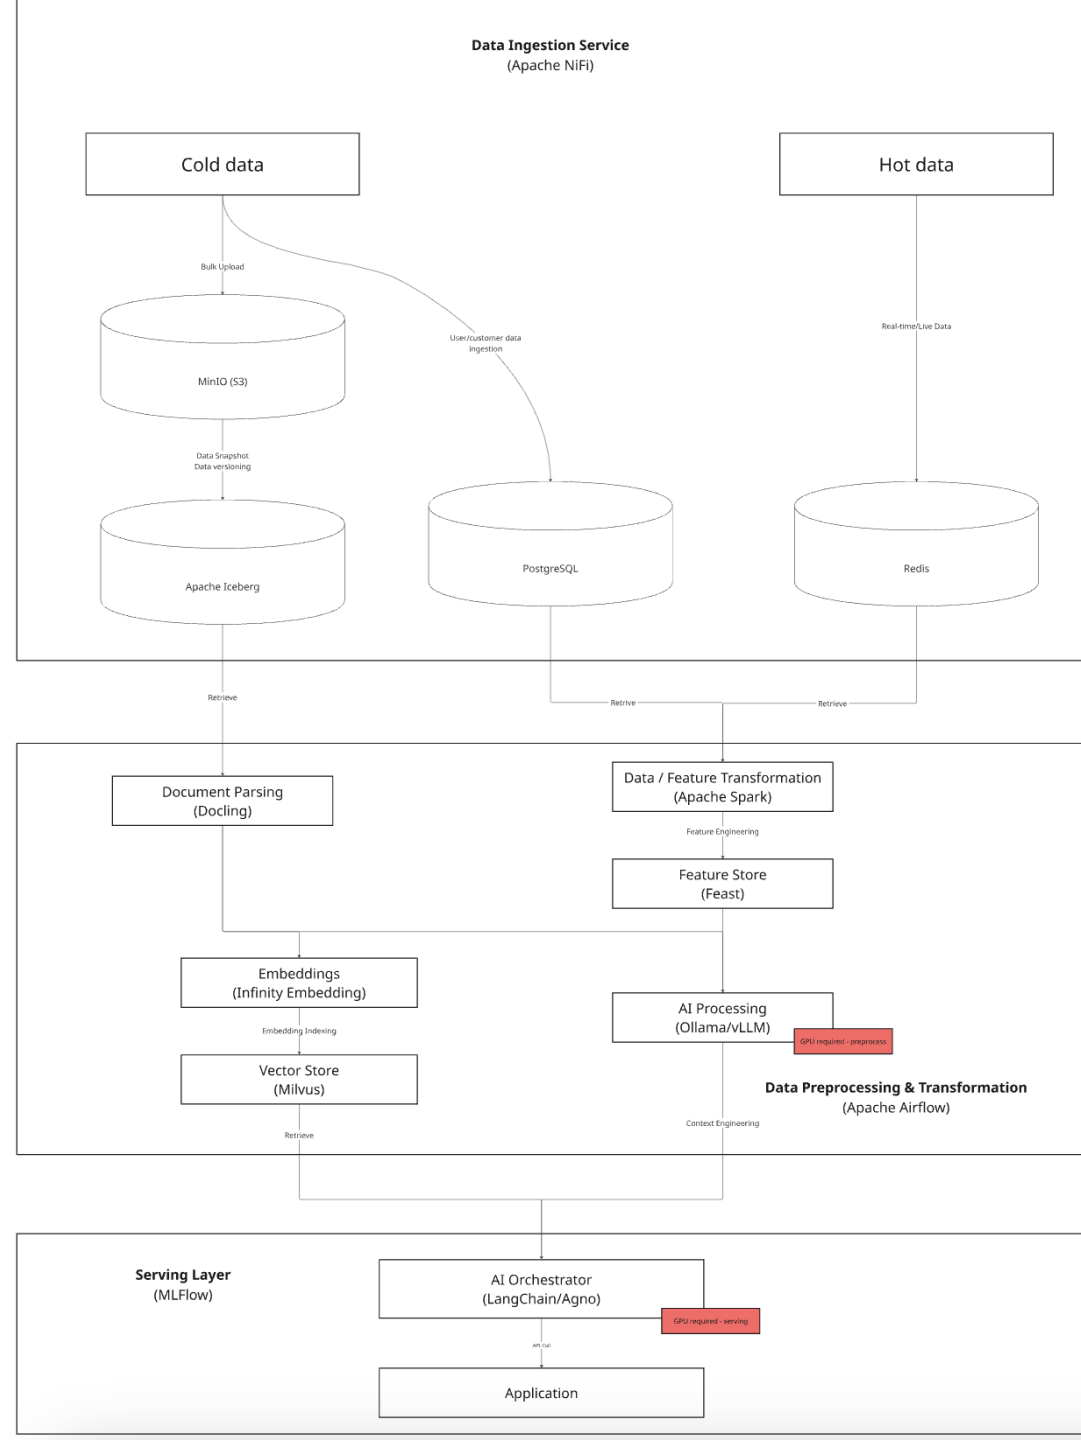 Data Ingestion Service
(Apache NiFi)
Cold data
Hot data
Bulk Upload
User/customer data
ingestion
Real-time/Live Data
MinIO (S3)
Data Snapshot
Data versioning
Apache Iceberg
PostgreSQL
Redis
Retrieve
Retrive
Retrieve
Document Parsing
(Docling)
Data / Feature Transformation
(Apache Spark)
Feature Engineering
Feature Store
(Feast)
Embeddings
(Infinity Embedding)
AI Processing
(Ollama/vLLM)
GPU required - preprocess
Embedding Indexing
Vector Store
(Milvus)
Data Preprocessing & Transformation
(Apache Airflow)
Context Engineering
Retrieve
Serving Layer
(MLFlow)
AI Orchestrator
(LangChain/Agno)
GPU required - serving
API Call
Application